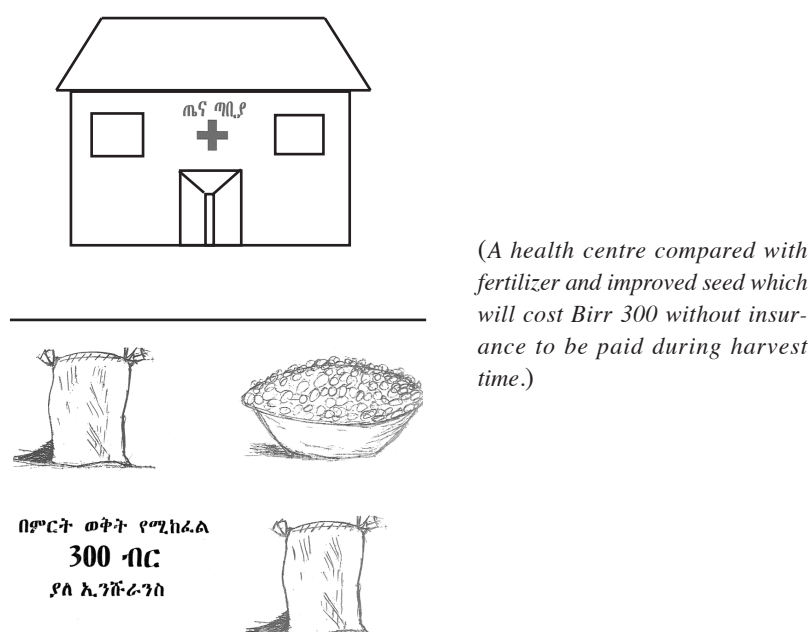 ጤና ጣቢያ
(A health centre compared with
fertilizer and improved seed which
will cost Birr 300 without insur-
ance to be paid during harvest
time.)
በምርት ወቅት የሚከፈል
300 ብር
ያለ ኢንሹራንስ